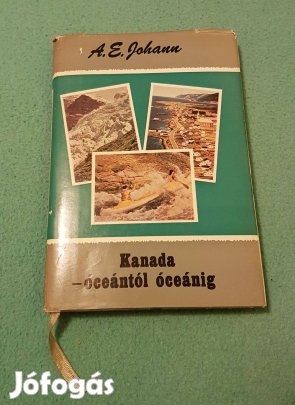 A.E. Johann
Kanada
—óceántól óceánig
Jófogás